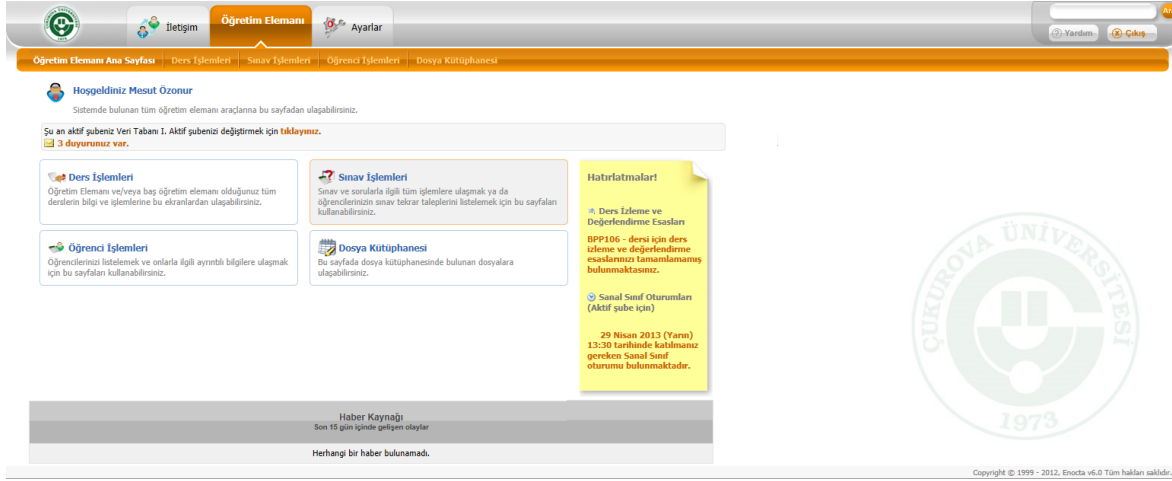 İletişim
Öğretim Elemanı
Ayarlar
Yardım
Çıkış
Öğretim Elemanı Ana Sayfası
Ders İşlemleri
Sınav İşlemleri
Öğrenci İşlemleri
Dosya Kütüphanesi
Hoşgeldiniz Mesut Özonur
Sistemde bulunan tüm öğretim elemanı araçlarına bu sayfadan ulaşabilirsiniz.
Şu an aktif şubeniz Veri Tabanı I. Aktif şubenizi değiştirmek için tıklayınız.
3 duyurunuz var.
Ders İşlemleri
Öğretim Elemanı ve/veya baş öğretim elemanı olduğunuz tüm
derslerin bilgi ve işlemlerine bu ekranlardan ulaşabilirsiniz.
Sınav İşlemleri
Sınav ve sorularla ilgili tüm işlemlere ulaşmak ya da
öğrencilerinizin sınav tekrar taleplerini listelemek için bu sayfaları
kullanabilirsiniz.
Öğrenci İşlemleri
Öğrencilerinizi listelemek ve onlarla ilgili ayrıntılı bilgilere ulaşmak
için bu sayfaları kullanabilirsiniz.
Dosya Kütüphanesi
Bu sayfada dosya kütüphanesinde bulunan dosyalara
ulaşabilirsiniz.
Hatırlatmalar!
Ders İzleme ve
Değerlendirme Esasları
BPP106 - dersi için ders
izleme ve değerlendirme
esaslarınızı tamamlamamış
bulunmaktasınız.
Sanal Sınıf Oturumları
(Aktif şube için)
29 Nisan 2013 (Yarın)
13:30 tarihinde katılmanız
gereken Sanal Sınıf
oturumu bulunmaktadır.
ÇUKUROVA ÜNİVERSİTESİ
1973
Haber Kaynağı
Son 15 gün içinde gelişen olaylar
Herhangi bir haber bulunamadı.
Copyright © 1999 - 2012, Enocta v6.0 Tüm hakları saklıdır.